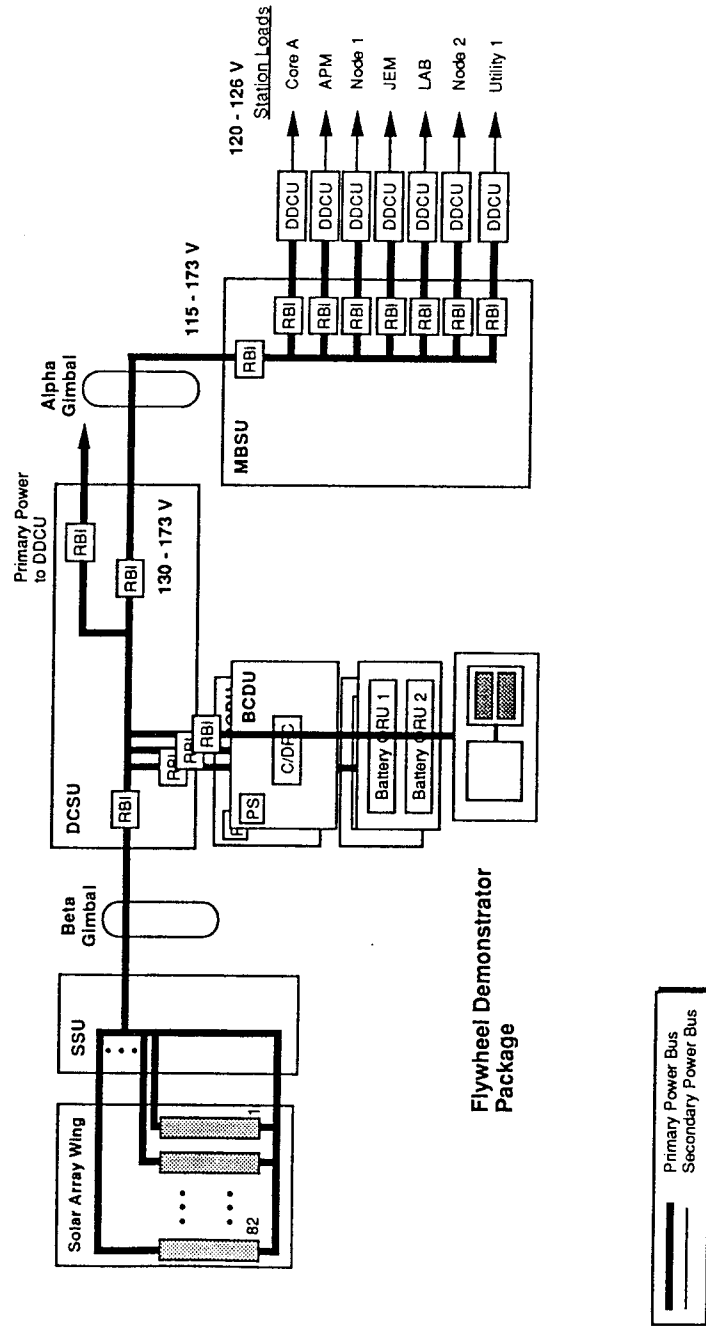 Solar Array Wing
82
1
SSU
Beta
Gimbal
DCSU
RBI
RBI
RBI
Primary Power
to DDCU
130 - 173 V
Alpha
Gimbal
115 - 173 V
MBSU
RBI
RBI
RBI
RBI
RBI
RBI
RBI
RBI
DDCU
DDCU
DDCU
DDCU
DDCU
DDCU
DDCU
120 - 126 V
Station Loads
Core A
APM
Node 1
JEM
LAB
Node 2
Utility 1
RBI
RBI
RBI
BCDU
PS
C/DRC
Battery ORU 1
Battery ORU 2
Flywheel Demonstrator
Package
Primary Power Bus
Secondary Power Bus